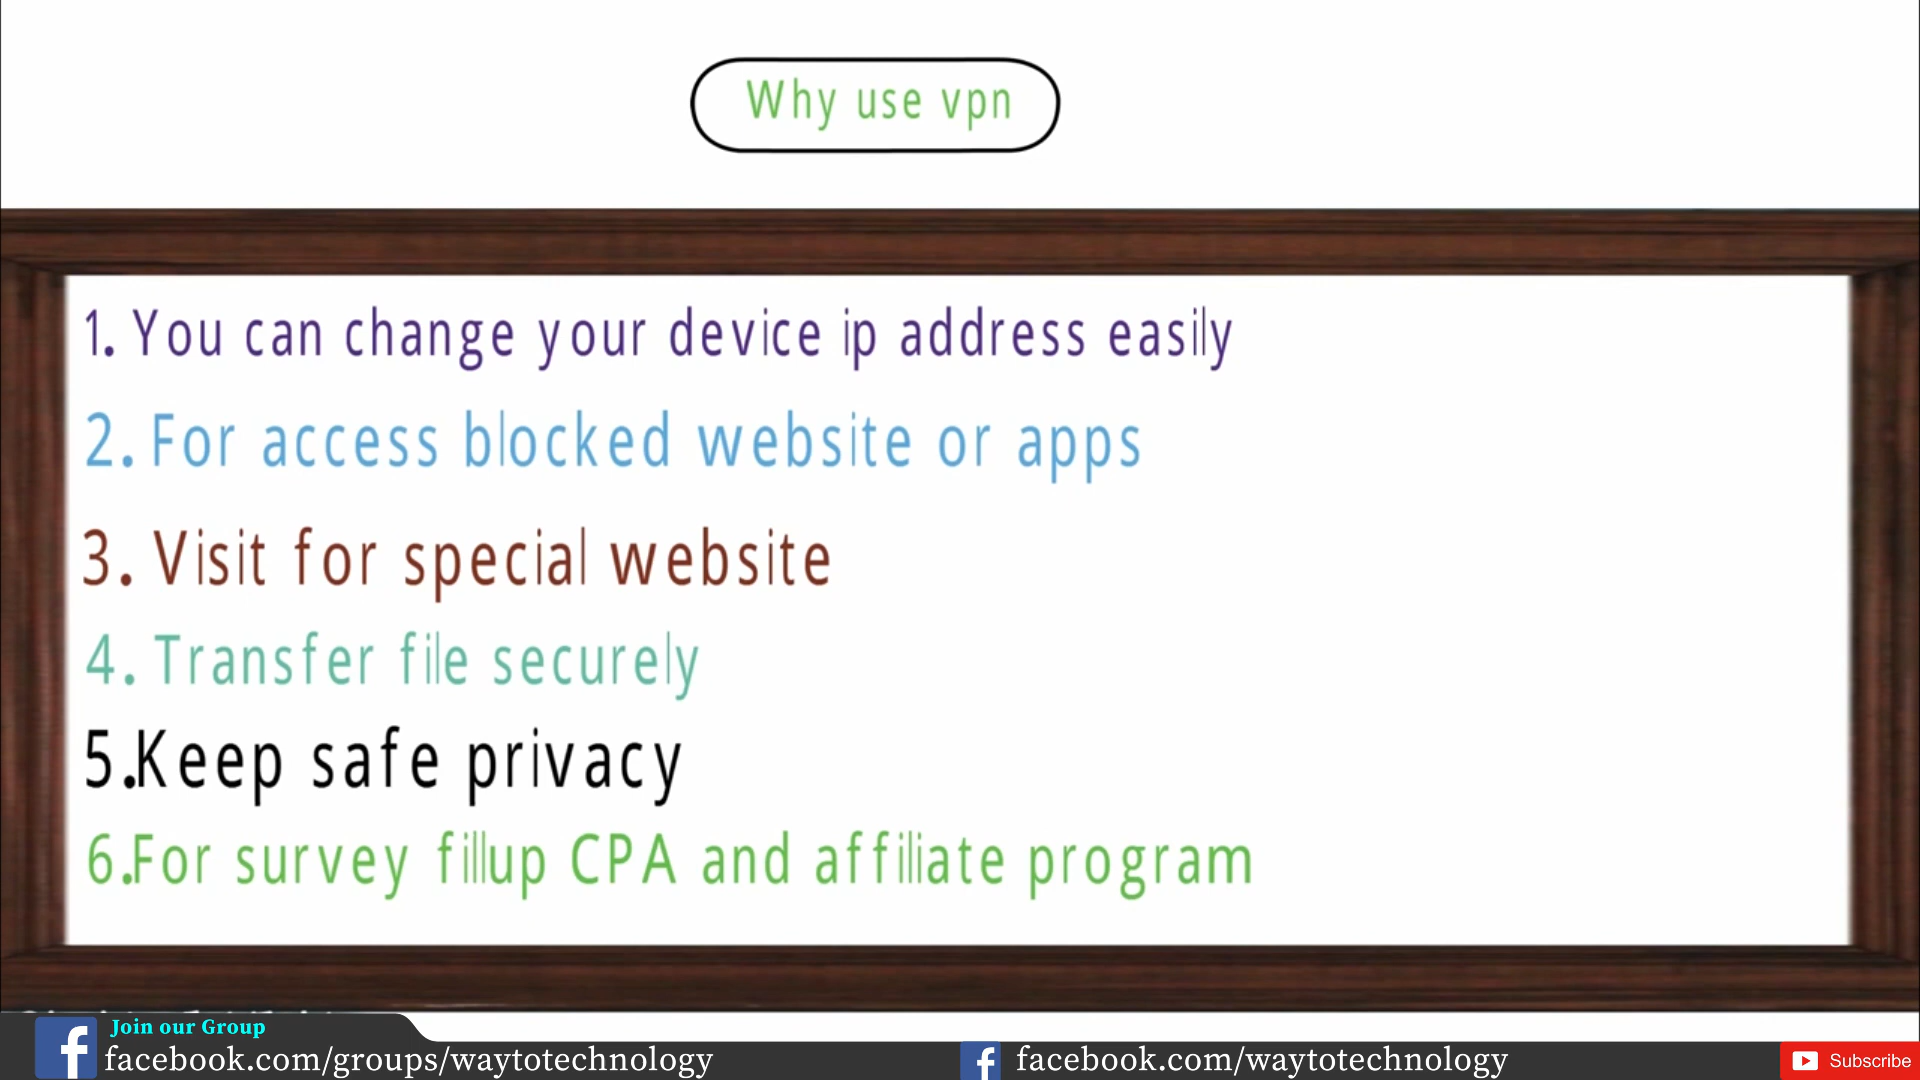 Why use vpn
1. You can change your device ip address easily
2. For access blocked website or apps
3. Visit for special website
4. Transfer file securely
5.Keep safe privacy
6.For survey fillup CPA and affiliate program
Join our Group
facebook.com/groups/waytotechnology
facebook.com/waytotechnology
Subscribe